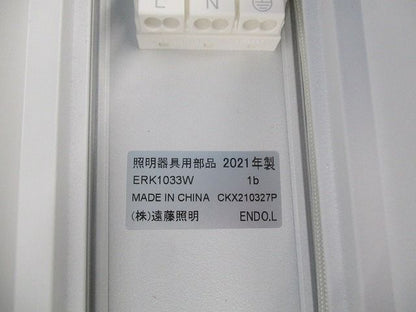 L N
照明器具用部品 2021年製
ERK1033W 1b
MADE IN CHINA CKX210327P
(株)遠藤照明 ENDO.L